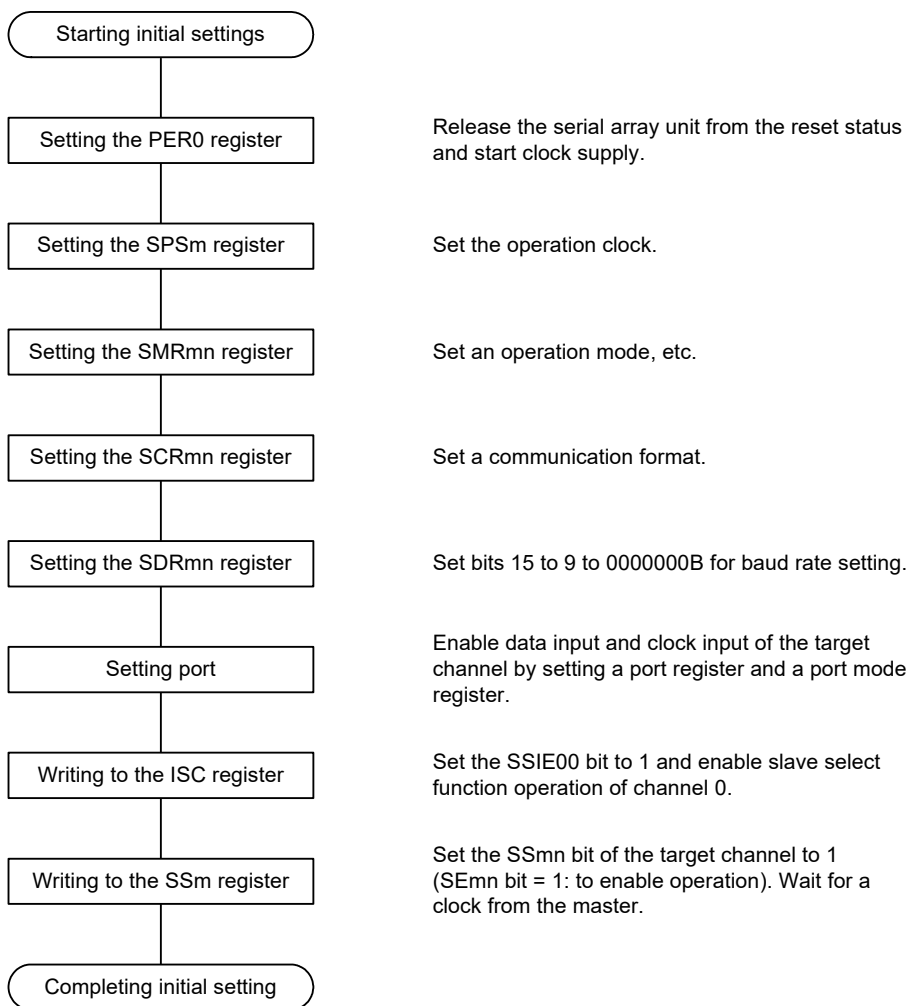 Starting initial settings
Setting the PER0 register
Release the serial array unit from the reset status
and start clock supply.
Setting the SPSm register
Set the operation clock.
Setting the SMRmn register
Set an operation mode, etc.
Setting the SCRmn register
Set a communication format.
Setting the SDRmn register
Set bits 15 to 9 to 0000000B for baud rate setting.
Setting port
Enable data input and clock input of the target
channel by setting a port register and a port mode
register.
Writing to the ISC register
Set the SSIE00 bit to 1 and enable slave select
function operation of channel 0.
Writing to the SSm register
Set the SSmn bit of the target channel to 1
(SEmn bit = 1: to enable operation). Wait for a
clock from the master.
Completing initial setting